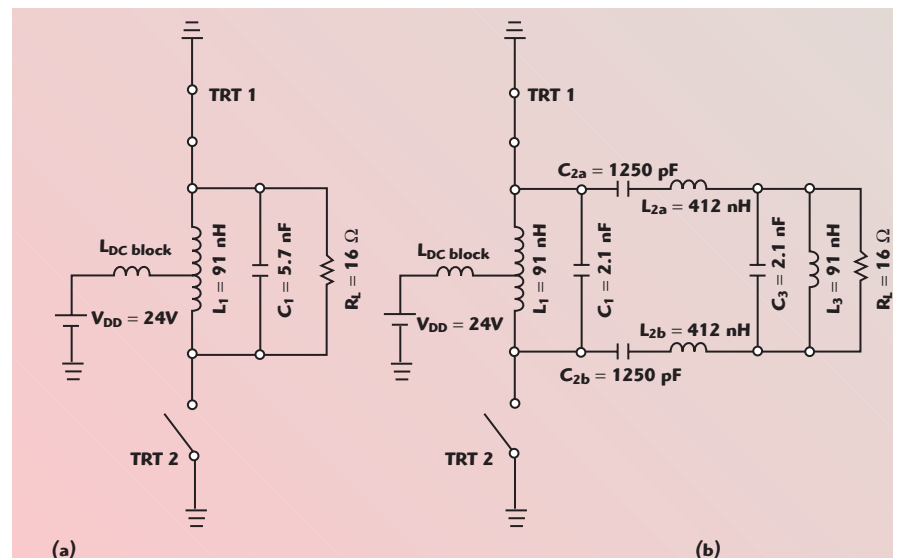 TRT 1
L_DC block
V_DD = 24V
L_1 = 91 nH
C_1 = 5.7 nF
R_L = 16 Ω
TRT 2
(a)
TRT 1
C_2a = 1250 pF
L_2a = 412 nH
L_DC block
V_DD = 24V
L_1 = 91 nH
C_1 = 2.1 nF
C_3 = 2.1 nF
L_3 = 91 nH
R_L = 16 Ω
L_2b = 412 nH
C_2b = 1250 pF
TRT 2
(b)